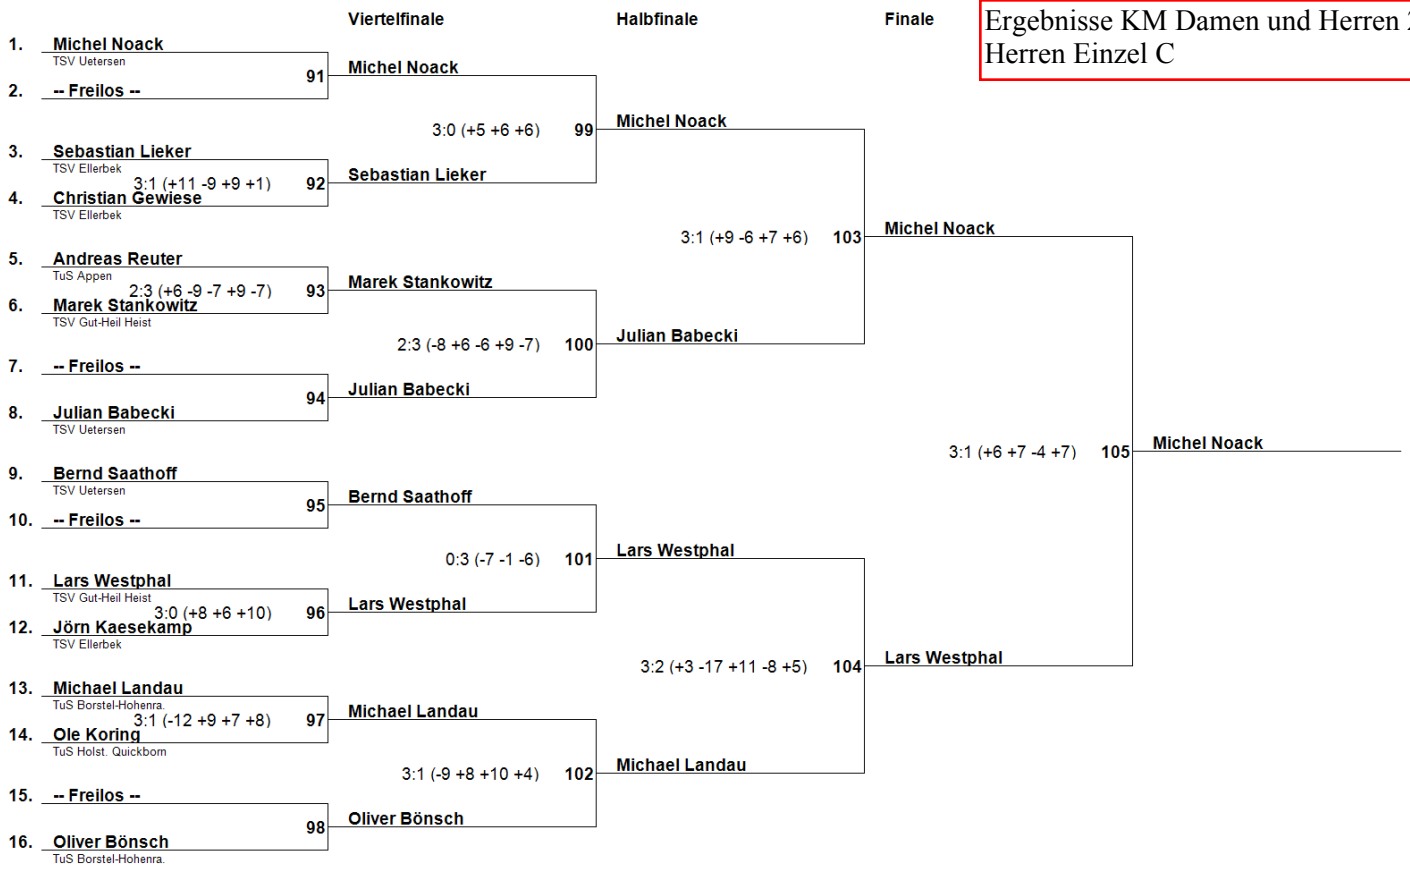 Viertelfinale
Halbfinale
Finale
Ergebnisse KM Damen und Herren
Herren Einzel C
1. Michel Noack
TSV Uetersen
91
2. -- Freilos --
Michel Noack
3:0 (+5 +6 +6) 99
Michel Noack
3. Sebastian Lieker
TSV Ellerbek
3:1 (+11 -9 +9 +1) 92
4. Christian Gewiese
TSV Ellerbek
Sebastian Lieker
3:1 (+9 -6 +7 +6) 103
Michel Noack
5. Andreas Reuter
TuS Appen
2:3 (+6 -9 -7 +9 -7) 93
6. Marek Stankowitz
TSV Gut-Heil Heist
Marek Stankowitz
2:3 (-8 +6 -6 +9 -7) 100
Julian Babecki
7. -- Freilos --
94
8. Julian Babecki
TSV Uetersen
Julian Babecki
3:1 (+6 +7 -4 +7) 105
Michel Noack
9. Bernd Saathoff
TSV Uetersen
95
10. -- Freilos --
Bernd Saathoff
0:3 (-7 -1 -6) 101
Lars Westphal
11. Lars Westphal
TSV Gut-Heil Heist
3:0 (+8 +6 +10) 96
12. Jörn Kaesekamp
TSV Ellerbek
Lars Westphal
3:2 (+3 -17 +11 -8 +5) 104
Lars Westphal
13. Michael Landau
TuS Borstel-Hohenra.
3:1 (-12 +9 +7 +8) 97
14. Ole Koring
TuS Holst. Quickborn
Michael Landau
3:1 (-9 +8 +10 +4) 102
Michael Landau
15. -- Freilos --
98
16. Oliver Bönsch
TuS Borstel-Hohenra.
Oliver Bönsch